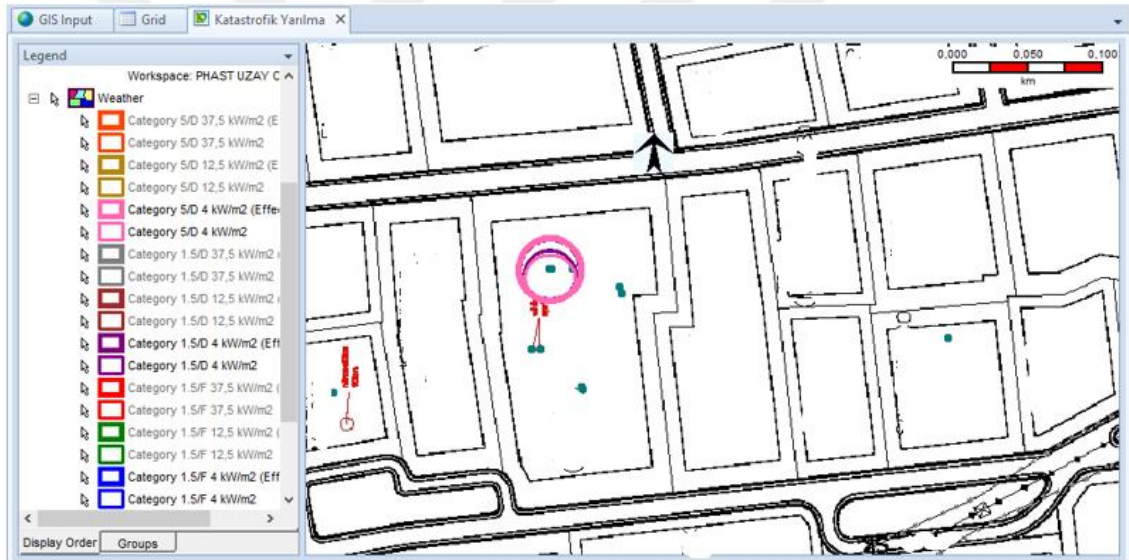 GIS Input Grid Katastrofik Yarılma
Legend
Workspace: PHAST UZAY C
Weather
Category 5/D 37,5 kW/m2 (E
Category 5/D 37,5 kW/m2
Category 5/D 12,5 kW/m2 (E
Category 5/D 12,5 kW/m2
Category 5/D 4 kW/m2 (Effe
Category 5/D 4 kW/m2
Category 1.5/D 37,5 kW/m2
Category 1.5/D 37,5 kW/m2
Category 1.5/D 12,5 kW/m2
Category 1.5/D 12,5 kW/m2
Category 1.5/D 4 kW/m2 (Eff
Category 1.5/D 4 kW/m2
Category 1.5/F 37,5 kW/m2 (
Category 1.5/F 37,5 kW/m2
Category 1.5/F 12,5 kW/m2 (
Category 1.5/F 12,5 kW/m2
Category 1.5/F 4 kW/m2 (Eff
Category 1.5/F 4 kW/m2
Display Order Groups
0,000 0,050 0,100
km